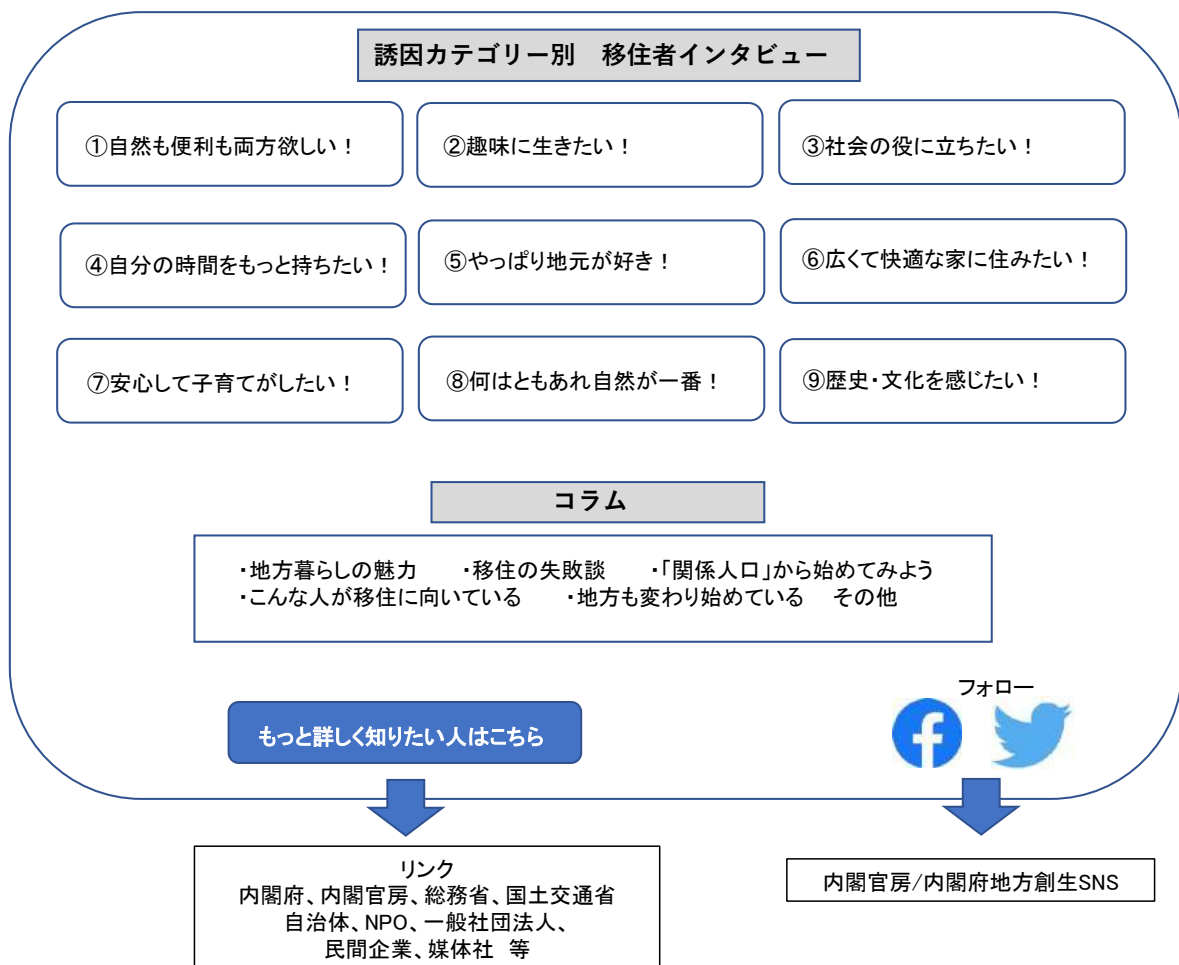 誘因カテゴリー別　移住者インタビュー
①自然も便利も両方欲しい！
②趣味に生きたい！
③社会の役に立ちたい！
④自分の時間をもっと持ちたい！
⑤やっぱり地元が好き！
⑥広くて快適な家に住みたい！
⑦安心して子育てがしたい！
⑧何はともあれ自然が一番！
⑨歴史・文化を感じたい！
コラム
・地方暮らしの魅力　・移住の失敗談　・「関係人口」から始めてみよう
・こんな人が移住に向いている　・地方も変わり始めている　その他
もっと詳しく知りたい人はこちら
フォロー
リンク
内閣府、内閣官房、総務省、国土交通省
自治体、NPO、一般社団法人、
民間企業、媒体社　等
内閣官房/内閣府地方創生SNS